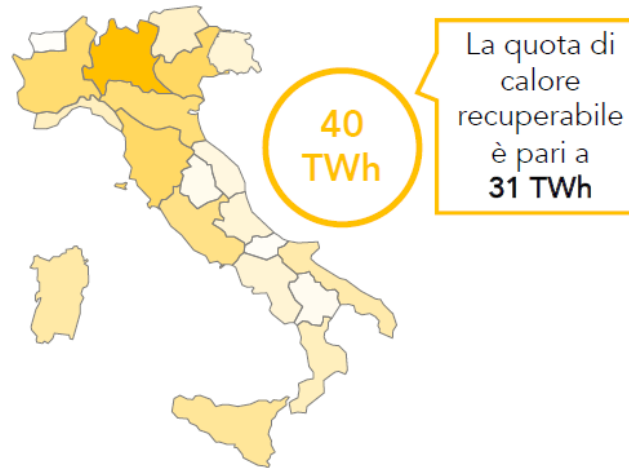 40
TWh
La quota di
calore
recuperabile
è pari a
31 TWh